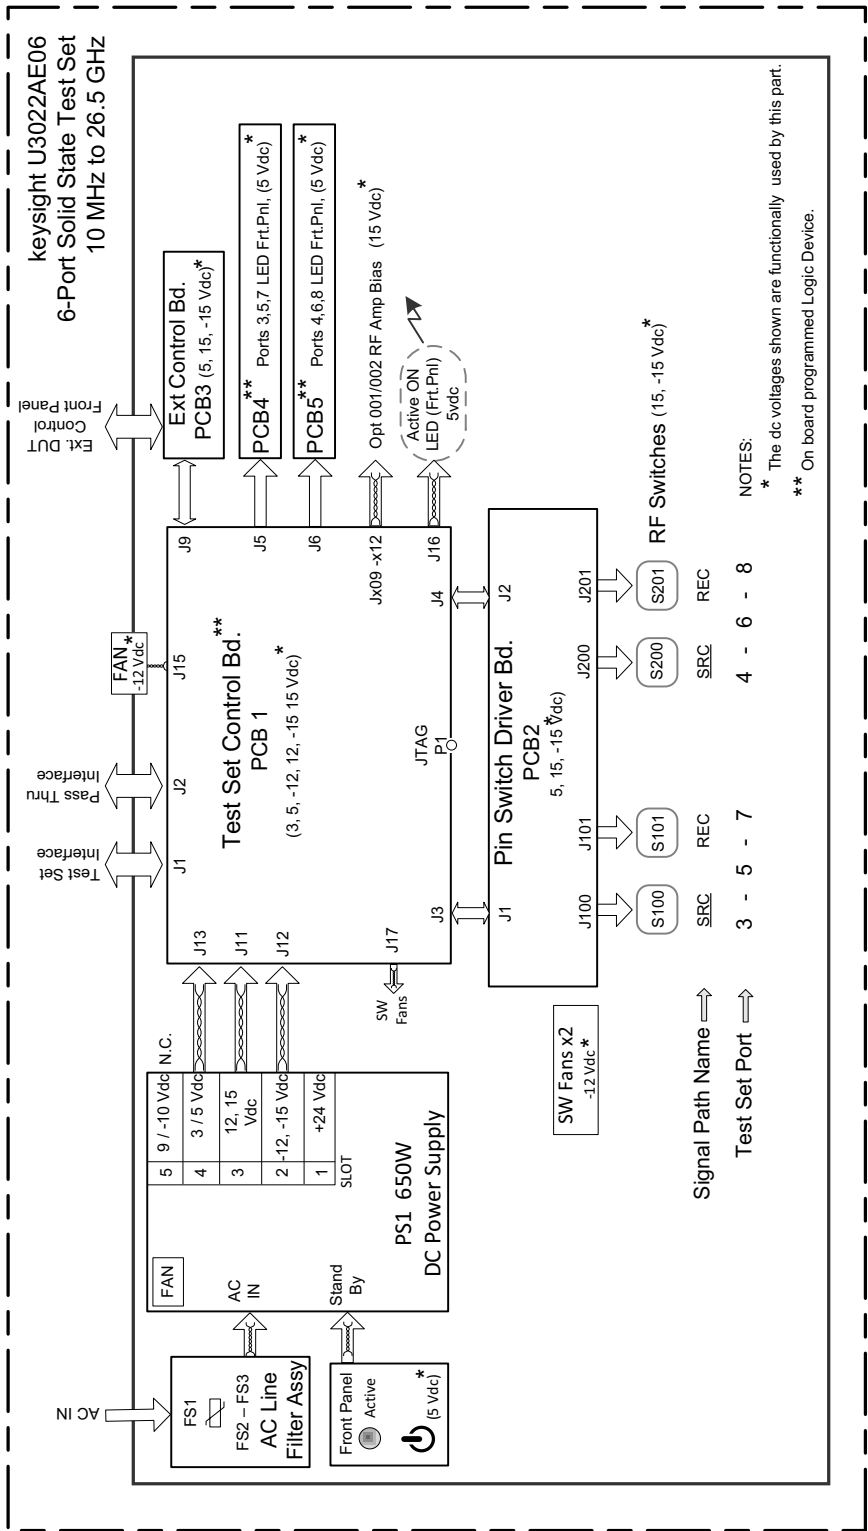 keysight U3022AE06
6-Port Solid State Test Set
10 MHz to 26.5 GHz
AC IN
Test Set
Interface
Pass Thru
Interface
Ext. DUT
Control
Front Panel
FS1
FS2 – FS3
AC Line
Filter Assy
Front Panel
Active
(5 Vdc)*
FAN
AC
IN
Stand
By
PS1 650W
DC Power Supply
5 9 / -10 Vdc N.C.
4 3 / 5 Vdc
3 12, 15
Vdc
2 -12, -15 Vdc
1 +24 Vdc
SLOT
J13
J11
J12
J1
J2
J15
J9
FAN*
-12 Vdc
Test Set Control Bd.**
PCB 1
(3, 5, -12, 12, -15 15 Vdc)*
J5
J6
Jx09 -x12
J16
J17
SW
Fans
J3
JTAG
P1
J4
Ext Control Bd.
PCB3 (5, 15, -15 Vdc)*
PCB4** Ports 3,5,7 LED Frt.Pnl, (5 Vdc)*
PCB5** Ports 4,6,8 LED Frt.Pnl, (5 Vdc)*
Opt 001/002 RF Amp Bias (15 Vdc)*
Active ON
LED (Frt.Pnl)
5vdc
J1
J2
Pin Switch Driver Bd.
PCB2
5, 15, -15 Vdc)*
J100
J101
J200
J201
SW Fans x2
-12 Vdc*
S100
S101
S200
S201
RF Switches (15, -15 Vdc)*
Signal Path Name
SRC
REC
SRC
REC
Test Set Port
3 - 5 - 7
4 - 6 - 8
NOTES:
* The dc voltages shown are functionally used by this part.
** On board programmed Logic Device.